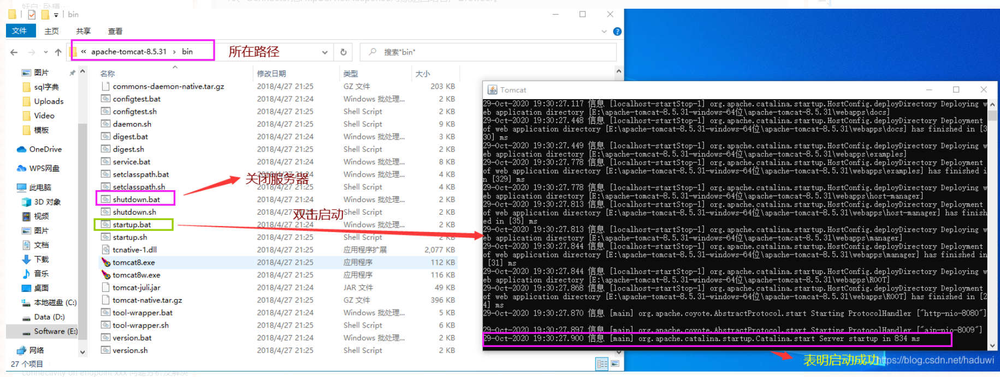 bin
文件 主页 共享 查看
« apache-tomcat-8.5.31 › bin
所在路径
搜索"bin"
名称 修改日期 类型 大小
图片
sql字典
Uploads
Video
模板
OneDrive
WPS网盘
此电脑
3D 对象
视频
图片
文档
下载
音乐
桌面
本地磁盘 (C:)
Data (D:)
Software (E:)
网络
commons-daemon-native.tar.gz 2018/4/27 21:25 GZ 文件 203 KB
configtest.bat 2018/4/27 21:24 Windows 批处理... 2 KB
configtest.sh 2018/4/27 21:25 Shell Script 2 KB
daemon.sh 2018/4/27 21:25 Shell Script 9 KB
digest.bat 2018/4/27 21:24 Windows 批处理... 3 KB
digest.sh 2018/4/27 21:25 Shell Script 2 KB
service.bat 2018/4/27 21:24 Windows 批处理... 8 KB
setclasspath.bat 2018/4/27 21:24 Windows 批处理... 4 KB
关闭服务器
setclasspath.sh 2018/4/27 21:25 Shell Script 4 KB
shutdown.bat 2018/4/27 21:24 Windows 批处理... 2 KB
shutdown.sh 2018/4/27 21:25 Shell Script 2 KB
双击启动
startup.bat 2018/4/27 21:24 Windows 批处理... 2 KB
startup.sh 2018/4/27 21:25 Shell Script 2 KB
tcnative-1.dll 2018/4/27 21:25 应用程序扩展 2,077 KB
tomcat8.exe 2018/4/27 21:25 应用程序 112 KB
tomcat8w.exe 2018/4/27 21:25 应用程序 116 KB
tomcat-juli.jar 2018/4/27 21:24 JAR 文件 49 KB
tomcat-native.tar.gz 2018/4/27 21:25 GZ 文件 396 KB
tool-wrapper.bat 2018/4/27 21:24 Windows 批处理... 5 KB
tool-wrapper.sh 2018/4/27 21:25 Shell Script 6 KB
version.bat 2018/4/27 21:24 Windows 批处理... 2 KB
version.sh 2018/4/27 21:25 Shell Script 2 KB
27 个项目
Tomcat
29-Oct-2020 19:30:27.117 信息 [localhost-startStop-1] org.apache.catalina.startup.HostConfig.deployDirectory Deploying w
eb application directory [E:\apache-tomcat-8.5.31-windows-64位\apache-tomcat-8.5.31\webapps\docs]
29-Oct-2020 19:30:27.448 信息 [localhost-startStop-1] org.apache.catalina.startup.HostConfig.deployDirectory Deployment
of web application directory [E:\apache-tomcat-8.5.31-windows-64位\apache-tomcat-8.5.31\webapps\docs] has finished in [3
30] ms
29-Oct-2020 19:30:27.449 信息 [localhost-startStop-1] org.apache.catalina.startup.HostConfig.deployDirectory Deploying w
eb application directory [E:\apache-tomcat-8.5.31-windows-64位\apache-tomcat-8.5.31\webapps\examples]
29-Oct-2020 19:30:27.778 信息 [localhost-startStop-1] org.apache.catalina.startup.HostConfig.deployDirectory Deployment
of web application directory [E:\apache-tomcat-8.5.31-windows-64位\apache-tomcat-8.5.31\webapps\examples] has finished i
n [329] ms
29-Oct-2020 19:30:27.778 信息 [localhost-startStop-1] org.apache.catalina.startup.HostConfig.deployDirectory Deploying w
eb application directory [E:\apache-tomcat-8.5.31-windows-64位\apache-tomcat-8.5.31\webapps\host-manager]
29-Oct-2020 19:30:27.813 信息 [localhost-startStop-1] org.apache.catalina.startup.HostConfig.deployDirectory Deployment
of web application directory [E:\apache-tomcat-8.5.31-windows-64位\apache-tomcat-8.5.31\webapps\host-manager] has finish
ed in [35] ms
29-Oct-2020 19:30:27.813 信息 [localhost-startStop-1] org.apache.catalina.startup.HostConfig.deployDirectory Deploying w
eb application directory [E:\apache-tomcat-8.5.31-windows-64位\apache-tomcat-8.5.31\webapps\manager]
29-Oct-2020 19:30:27.844 信息 [localhost-startStop-1] org.apache.catalina.startup.HostConfig.deployDirectory Deployment
of web application directory [E:\apache-tomcat-8.5.31-windows-64位\apache-tomcat-8.5.31\webapps\manager] has finished in
[31] ms
29-Oct-2020 19:30:27.844 信息 [localhost-startStop-1] org.apache.catalina.startup.HostConfig.deployDirectory Deploying w
eb application directory [E:\apache-tomcat-8.5.31-windows-64位\apache-tomcat-8.5.31\webapps\ROOT]
29-Oct-2020 19:30:27.868 信息 [localhost-startStop-1] org.apache.catalina.startup.HostConfig.deployDirectory Deployment
of web application directory [E:\apache-tomcat-8.5.31-windows-64位\apache-tomcat-8.5.31\webapps\ROOT] has finished in [2
4] ms
29-Oct-2020 19:30:27.870 信息 [main] org.apache.coyote.AbstractProtocol.start Starting ProtocolHandler ["http-nio-8080"]
29-Oct-2020 19:30:27.897 信息 [main] org.apache.coyote.AbstractProtocol.start Starting ProtocolHandler ["ajp-nio-8009"]
29-Oct-2020 19:30:27.900 信息 [main] org.apache.catalina.startup.Catalina.start Server startup in 834 ms
表明启动成功
https://blog.csdn.net/haduwi